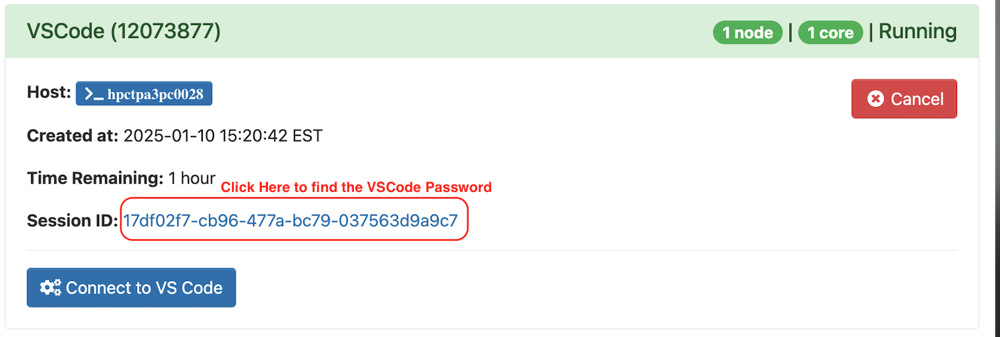 VSCode (12073877)
1 node | 1 core | Running
Host: >_ hpctpa3pc0028
Cancel
Created at: 2025-01-10 15:20:42 EST
Time Remaining: 1 hour
Click Here to find the VSCode Password
Session ID: 17df02f7-cb96-477a-bc79-037563d9a9c7
Connect to VS Code